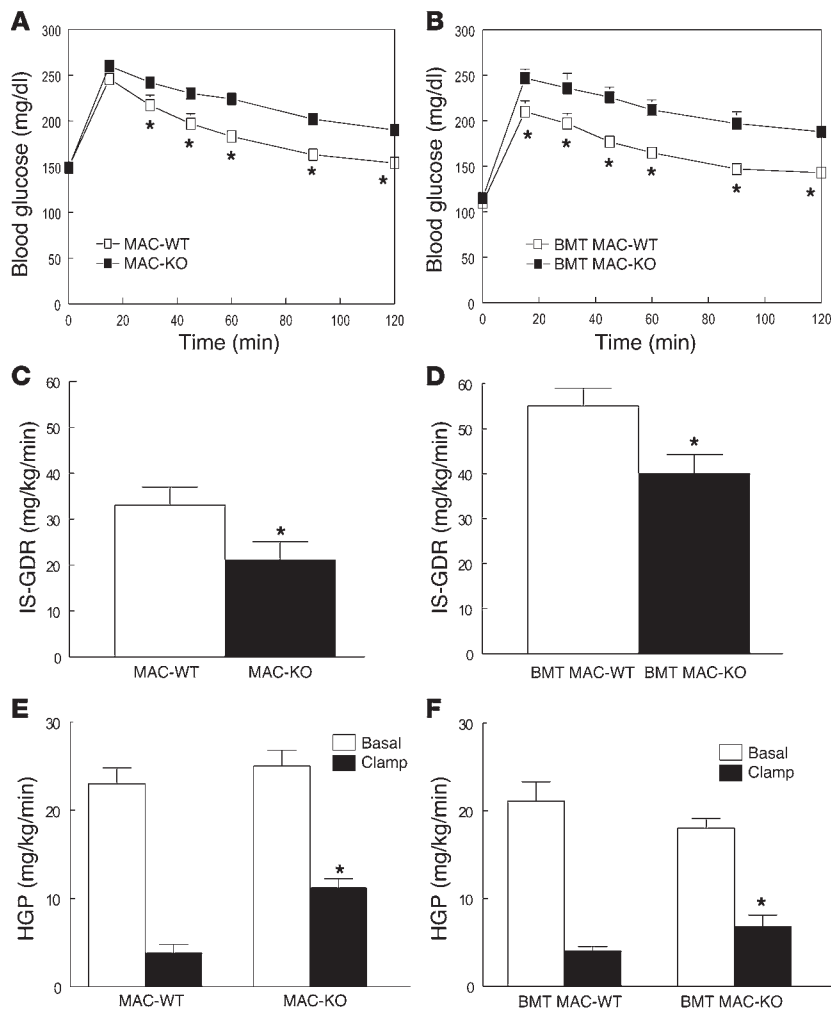 A
Blood glucose (mg/dl)
300
250
200
150
100
50
0
* * * * *
MAC-WT
MAC-KO
0 20 40 60 80 100 120
Time (min)
B
Blood glucose (mg/dl)
300
250
200
150
100
50
0
* * * * * *
BMT MAC-WT
BMT MAC-KO
0 20 40 60 80 100 120
Time (min)
C
IS-GDR (mg/kg/min)
60
50
40
30
20
10
0
*
MAC-WT MAC-KO
D
IS-GDR (mg/kg/min)
60
50
40
30
20
10
0
*
BMT MAC-WT BMT MAC-KO
E
HGP (mg/kg/min)
30
20
10
0
Basal
Clamp
*
MAC-WT MAC-KO
F
HGP (mg/kg/min)
30
20
10
0
Basal
Clamp
*
BMT MAC-WT BMT MAC-KO